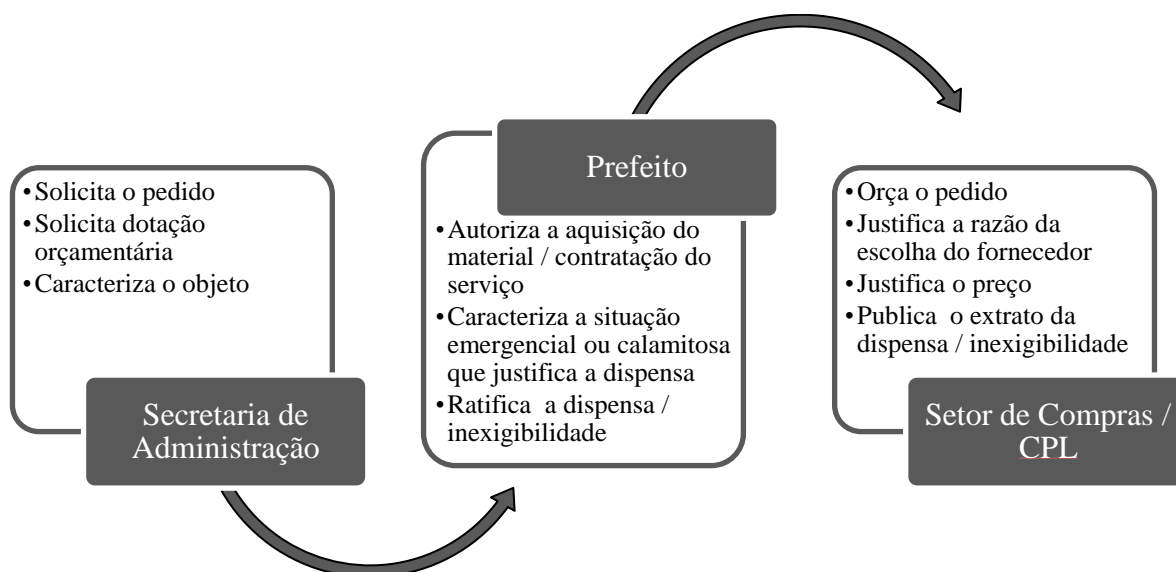 •Solicita o pedido
•Solicita dotação
orçamentária
•Caracteriza o objeto
Secretaria de
Administração
Prefeito
•Autoriza a aquisição do
material / contratação do
serviço
•Caracteriza a situação
emergencial ou calamitosa
que justifica a dispensa
•Ratifica a dispensa /
inexigibilidade
•Orça o pedido
•Justifica a razão da
escolha do fornecedor
•Justifica o preço
•Publica o extrato da
dispensa / inexigibilidade
Setor de Compras /
CPL